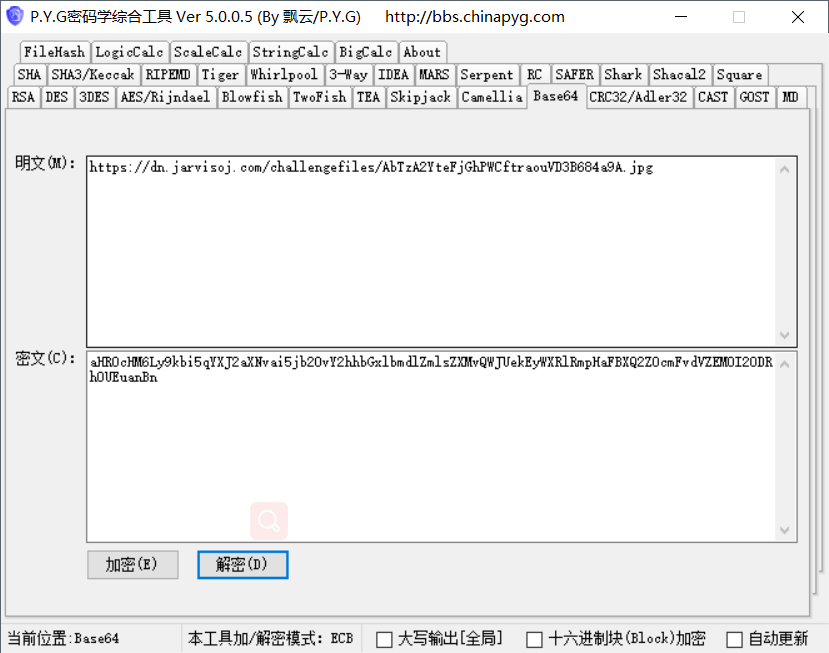 P.Y.G密码学综合工具 Ver 5.0.0.5 (By 飘云/P.Y.G) http://bbs.chinapyg.com
FileHash LogicCalc ScaleCalc StringCalc BigCalc About
SHA SHA3/Keccak RIPEMD Tiger Whirlpool 3-Way IDEA MARS Serpent RC SAFER Shark Shacal2 Square
RSA DES 3DES AES/Rijndael Blowfish TwoFish TEA Skipjack Camellia Base64 CRC32/Adler32 CAST GOST MD
明文(M):
https://dn.jarvisoj.com/challengefiles/AbTzA2YteFjGhPWCftraouVD3B684a9A.jpg
密文(C):
aHR0cHM6Ly9kbi5qYXJ2aXNvai5jb20vY2hhbGxlbmdlZmlsZXMvQWJUekEyWXRlRmpHaFBXQ2Z0cmFvdVZEM0I2ODR
hOUEuanBn
加密(E) 解密(D)
当前位置:Base64 本工具加/解密模式: ECB 大写输出[全局] 十六进制块(Block)加密 自动更新